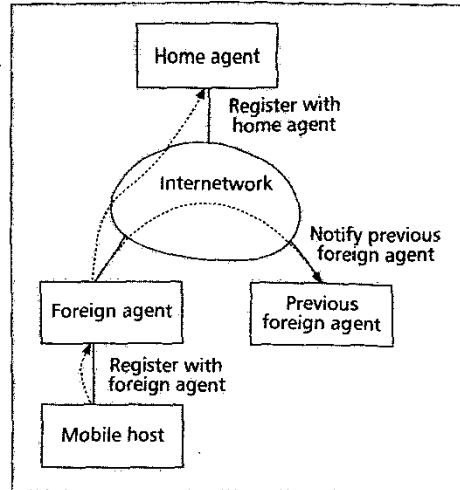 Home agent
Register with
home agent
Internetwork
Notify previous
foreign agent
Foreign agent
Previous
foreign agent
Register with
foreign agent
Mobile host